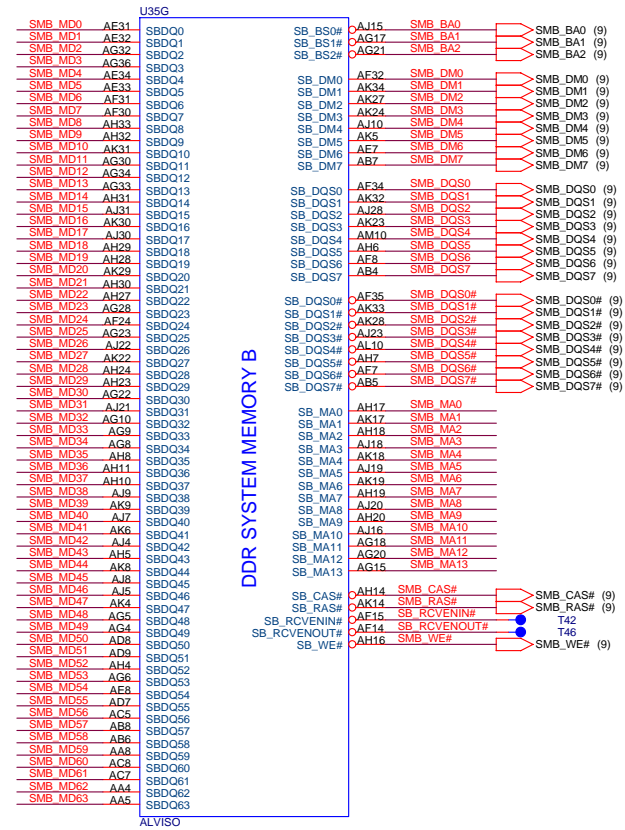 U35G
SMB_MD0 AE31 SBDQ0
SMB_MD1 AE32 SBDQ1
SMB_MD2 AG32 SBDQ2
SMB_MD3 AG36 SBDQ3
SMB_MD4 AE34 SBDQ4
SMB_MD5 AE33 SBDQ5
SMB_MD6 AF31 SBDQ6
SMB_MD7 AF30 SBDQ7
SMB_MD8 AH33 SBDQ8
SMB_MD9 AH32 SBDQ9
SMB_MD10 AK31 SBDQ10
SMB_MD11 AG30 SBDQ11
SMB_MD12 AG34 SBDQ12
SMB_MD13 AG33 SBDQ13
SMB_MD14 AH31 SBDQ14
SMB_MD15 AJ31 SBDQ15
SMB_MD16 AK30 SBDQ16
SMB_MD17 AJ30 SBDQ17
SMB_MD18 AH29 SBDQ18
SMB_MD19 AH28 SBDQ19
SMB_MD20 AK29 SBDQ20
SMB_MD21 AH30 SBDQ21
SMB_MD22 AH27 SBDQ22
SMB_MD23 AG28 SBDQ23
SMB_MD24 AF24 SBDQ24
SMB_MD25 AG23 SBDQ25
SMB_MD26 AJ22 SBDQ26
SMB_MD27 AK22 SBDQ27
SMB_MD28 AH24 SBDQ28
SMB_MD29 AH23 SBDQ29
SMB_MD30 AG22 SBDQ30
SMB_MD31 AJ21 SBDQ31
SMB_MD32 AG10 SBDQ32
SMB_MD33 AG9 SBDQ33
SMB_MD34 AG8 SBDQ34
SMB_MD35 AH8 SBDQ35
SMB_MD36 AH11 SBDQ36
SMB_MD37 AH10 SBDQ37
SMB_MD38 AJ9 SBDQ38
SMB_MD39 AK9 SBDQ39
SMB_MD40 AJ7 SBDQ40
SMB_MD41 AK6 SBDQ41
SMB_MD42 AJ4 SBDQ42
SMB_MD43 AH5 SBDQ43
SMB_MD44 AK8 SBDQ44
SMB_MD45 AJ8 SBDQ45
SMB_MD46 AJ5 SBDQ46
SMB_MD47 AK4 SBDQ47
SMB_MD48 AG5 SBDQ48
SMB_MD49 AG4 SBDQ49
SMB_MD50 AD8 SBDQ50
SMB_MD51 AD9 SBDQ51
SMB_MD52 AH4 SBDQ52
SMB_MD53 AG6 SBDQ53
SMB_MD54 AE8 SBDQ54
SMB_MD55 AD7 SBDQ55
SMB_MD56 AC5 SBDQ56
SMB_MD57 AB8 SBDQ57
SMB_MD58 AB6 SBDQ58
SMB_MD59 AA8 SBDQ59
SMB_MD60 AC8 SBDQ60
SMB_MD61 AC7 SBDQ61
SMB_MD62 AA4 SBDQ62
SMB_MD63 AA5 SBDQ63
DDR SYSTEM MEMORY B
SB_BS0# AJ15 SMB_BA0 SMB_BA0 (9)
SB_BS1# AG17 SMB_BA1 SMB_BA1 (9)
SB_BS2# AG21 SMB_BA2 SMB_BA2 (9)
SB_DM0 AF32 SMB_DM0 SMB_DM0 (9)
SB_DM1 AK34 SMB_DM1 SMB_DM1 (9)
SB_DM2 AK27 SMB_DM2 SMB_DM2 (9)
SB_DM3 AK24 SMB_DM3 SMB_DM3 (9)
SB_DM4 AJ10 SMB_DM4 SMB_DM4 (9)
SB_DM5 AK5 SMB_DM5 SMB_DM5 (9)
SB_DM6 AE7 SMB_DM6 SMB_DM6 (9)
SB_DM7 AB7 SMB_DM7 SMB_DM7 (9)
SB_DQS0 AF34 SMB_DQS0 SMB_DQS0 (9)
SB_DQS1 AK32 SMB_DQS1 SMB_DQS1 (9)
SB_DQS2 AJ28 SMB_DQS2 SMB_DQS2 (9)
SB_DQS3 AK23 SMB_DQS3 SMB_DQS3 (9)
SB_DQS4 AM10 SMB_DQS4 SMB_DQS4 (9)
SB_DQS5 AH6 SMB_DQS5 SMB_DQS5 (9)
SB_DQS6 AF8 SMB_DQS6 SMB_DQS6 (9)
SB_DQS7 AB4 SMB_DQS7 SMB_DQS7 (9)
SB_DQS0# AF35 SMB_DQS0# SMB_DQS0# (9)
SB_DQS1# AK33 SMB_DQS1# SMB_DQS1# (9)
SB_DQS2# AK28 SMB_DQS2# SMB_DQS2# (9)
SB_DQS3# AJ23 SMB_DQS3# SMB_DQS3# (9)
SB_DQS4# AL10 SMB_DQS4# SMB_DQS4# (9)
SB_DQS5# AH7 SMB_DQS5# SMB_DQS5# (9)
SB_DQS6# AF7 SMB_DQS6# SMB_DQS6# (9)
SB_DQS7# AB5 SMB_DQS7# SMB_DQS7# (9)
SB_MA0 AH17 SMB_MA0
SB_MA1 AK17 SMB_MA1
SB_MA2 AH18 SMB_MA2
SB_MA3 AJ18 SMB_MA3
SB_MA4 AK18 SMB_MA4
SB_MA5 AJ19 SMB_MA5
SB_MA6 AK19 SMB_MA6
SB_MA7 AH19 SMB_MA7
SB_MA8 AJ20 SMB_MA8
SB_MA9 AH20 SMB_MA9
SB_MA10 AJ16 SMB_MA10
SB_MA11 AG18 SMB_MA11
SB_MA12 AG20 SMB_MA12
SB_MA13 AG15 SMB_MA13
SB_CAS# AH14 SMB_CAS# SMB_CAS# (9)
SB_RAS# AK14 SMB_RAS# SMB_RAS# (9)
SB_RCVENIN# AF15 SB_RCVENIN# T42
SB_RCVENOUT# AF14 SB_RCVENOUT# T46
SB_WE# AH16 SMB_WE# SMB_WE# (9)
ALVISO